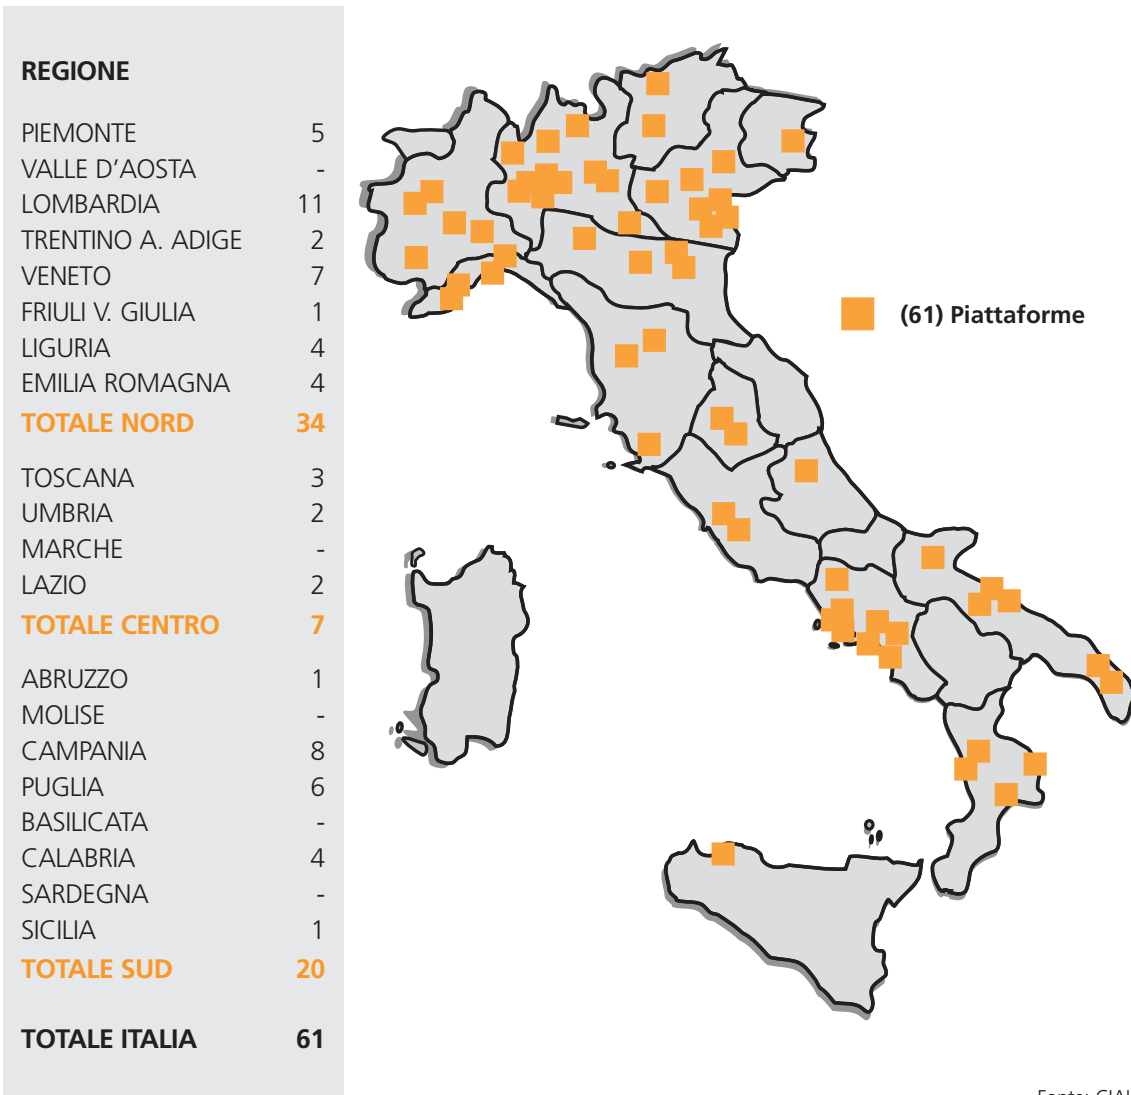 REGIONE
PIEMONTE 5
VALLE D'AOSTA -
LOMBARDIA 11
TRENTINO A. ADIGE 2
VENETO 7
FRIULI V. GIULIA 1
LIGURIA 4
EMILIA ROMAGNA 4
TOTALE NORD 34
TOSCANA 3
UMBRIA 2
MARCHE -
LAZIO 2
TOTALE CENTRO 7
ABRUZZO 1
MOLISE -
CAMPANIA 8
PUGLIA 6
BASILICATA -
CALABRIA 4
SARDEGNA -
SICILIA 1
TOTALE SUD 20
TOTALE ITALIA 61
(61) Piattaforme